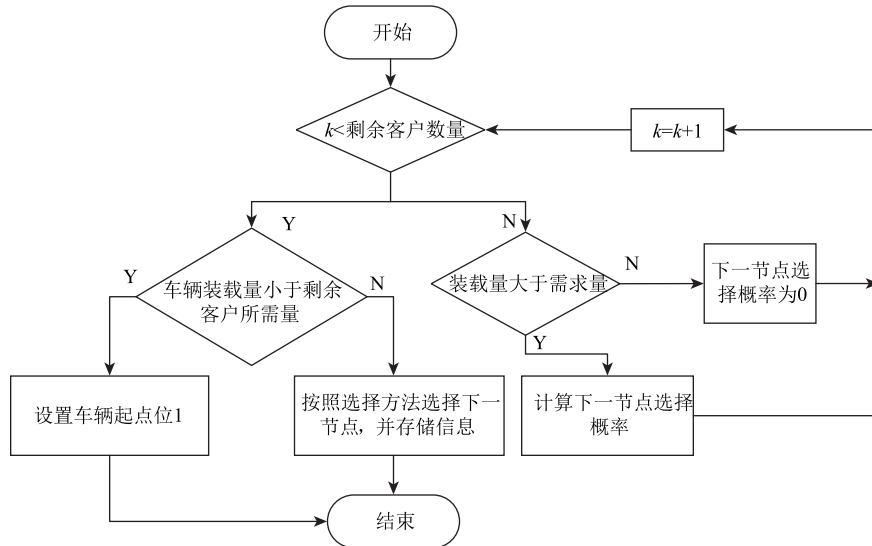 开始
k<剩余客户数量
k=k+1
Y
N
Y
车辆装载量小于剩余
客户所需量
N
装载量大于需求量
N
下一节点选
择概率为0
Y
设置车辆起点位1
按照选择方法选择下一
节点，并存储信息
计算下一节点选择
概率
结束